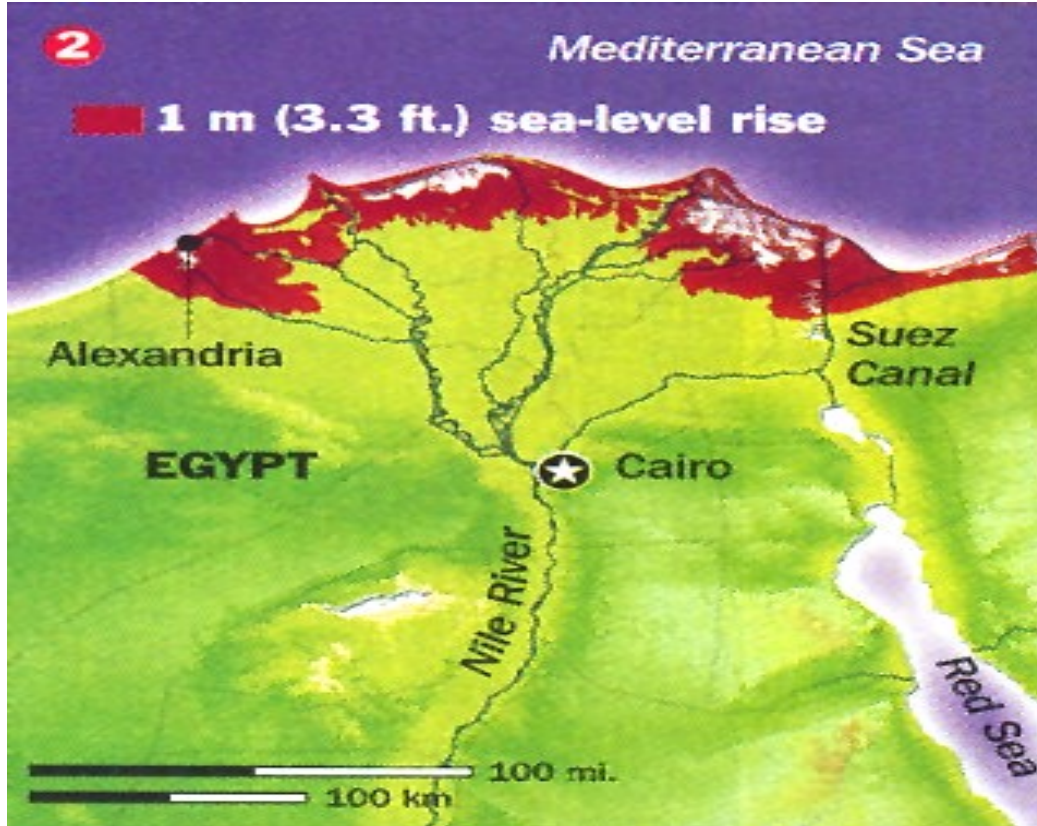 2
Mediterranean Sea
1 m (3.3 ft.) sea-level rise
Alexandria
Suez
Canal
EGYPT
Cairo
Nile River
Red Sea
100 mi.
100 km